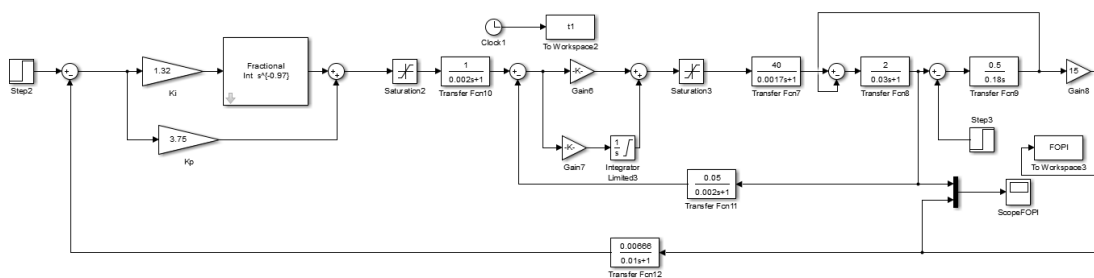 Step2
+
-
1.32
Ki
Fractional
Int s^(-0.97)
3.75
Kp
+
+
Saturation2
1
0.002s+1
Transfer Fcn10
+
-
Clock1
t1
To Workspace2
-K-
Gain6
-K-
Gain7
1
s
Integrator
Limited3
+
+
Saturation3
40
0.0017s+1
Transfer Fcn7
+
-
2
0.03s+1
Transfer Fcn8
+
-
0.5
0.18s
Transfer Fcn9
15
Gain8
Step3
FOPI
To Workspace3
ScopeFOPI
0.05
0.002s+1
Transfer Fcn11
0.00666
0.01s+1
Transfer Fcn12